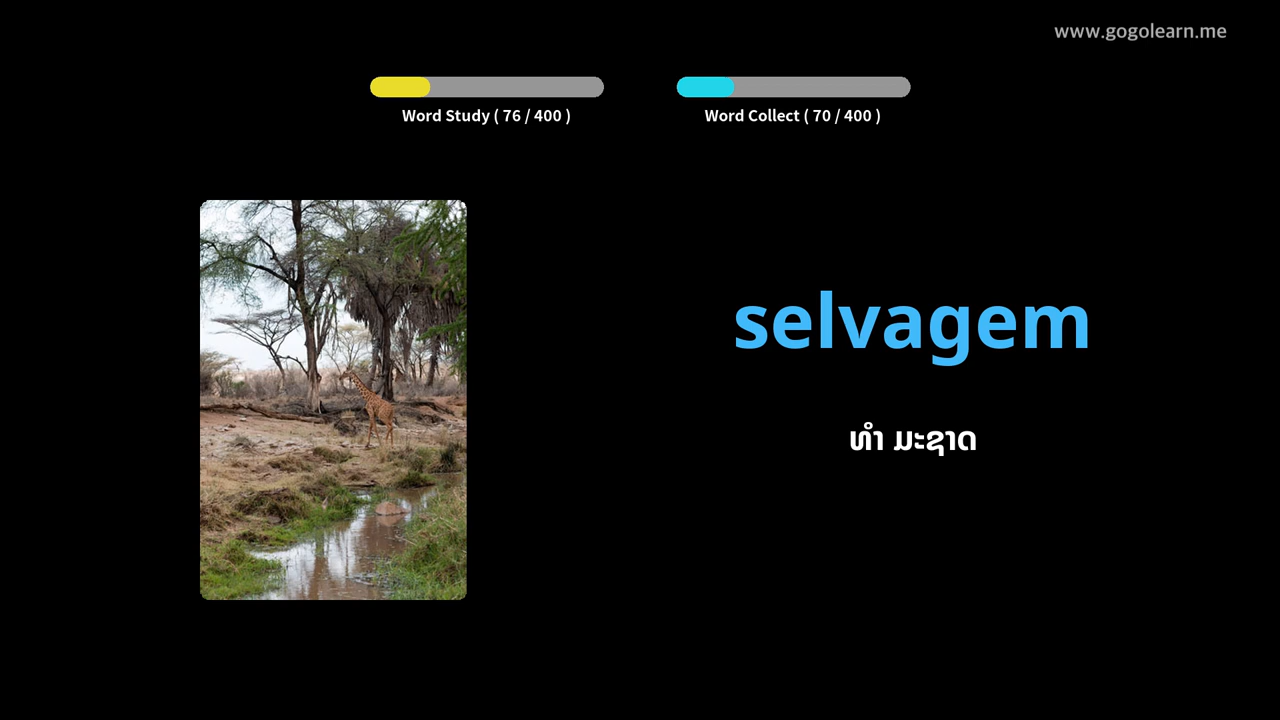 www.gogolearn.me
Word Study ( 76 / 400 )
Word Collect ( 70 / 400 )
selvagem
ທຳ ມະຊາດ